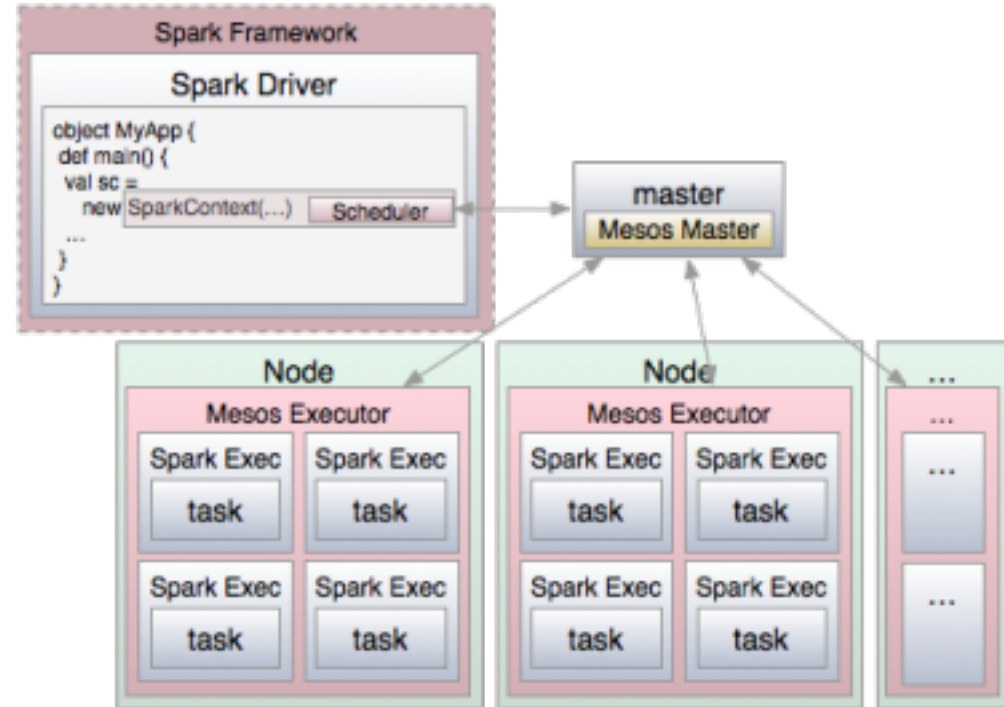 Spark Framework
Spark Driver
object MyApp {
def main() {
val sc =
new SparkContext(...) Scheduler
...
}
}
master
Mesos Master
Node
Mesos Executor
Spark Exec Spark Exec
task task
Spark Exec Spark Exec
task task
Node
Mesos Executor
Spark Exec Spark Exec
task task
Spark Exec Spark Exec
task task
...
...
...
...